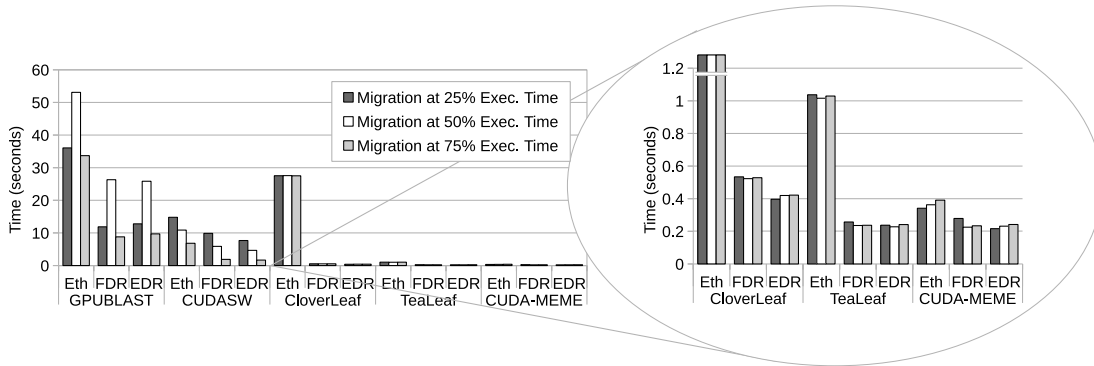 60
50
40
30
20
10
0
Time (seconds)
Migration at 25% Exec. Time
Migration at 50% Exec. Time
Migration at 75% Exec. Time
Eth FDR EDR Eth FDR EDR Eth FDR EDR Eth FDR EDR Eth FDR EDR
GPUBLAST CUDASW CloverLeaf TeaLeaf CUDA-MEME
1.2
1
0.8
0.6
0.4
0.2
0
Time (seconds)
Eth FDR EDR Eth FDR EDR Eth FDR EDR
CloverLeaf TeaLeaf CUDA-MEME